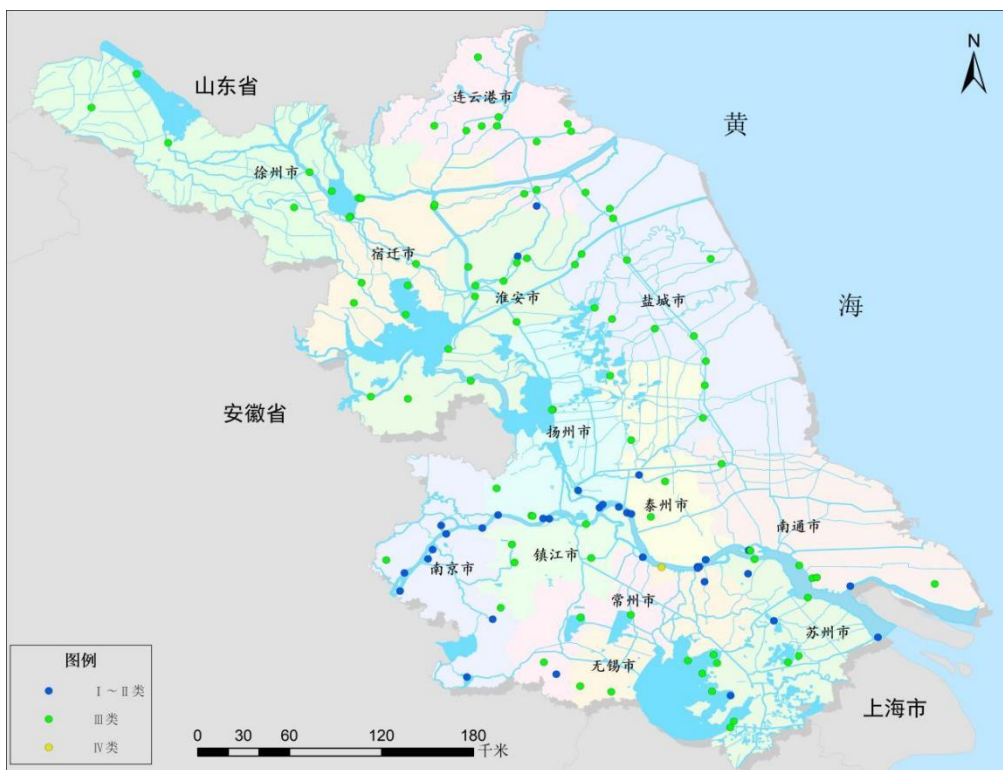 N
山东省
连云港市
黄
徐州市
宿迁市
淮安市
盐城市
海
安徽省
扬州市
泰州市
南通市
镇江市
南京市
常州市
苏州市
无锡市
上海市
图例
Ⅰ～Ⅱ类
Ⅲ类
Ⅳ类
0 30 60 120 180
千米